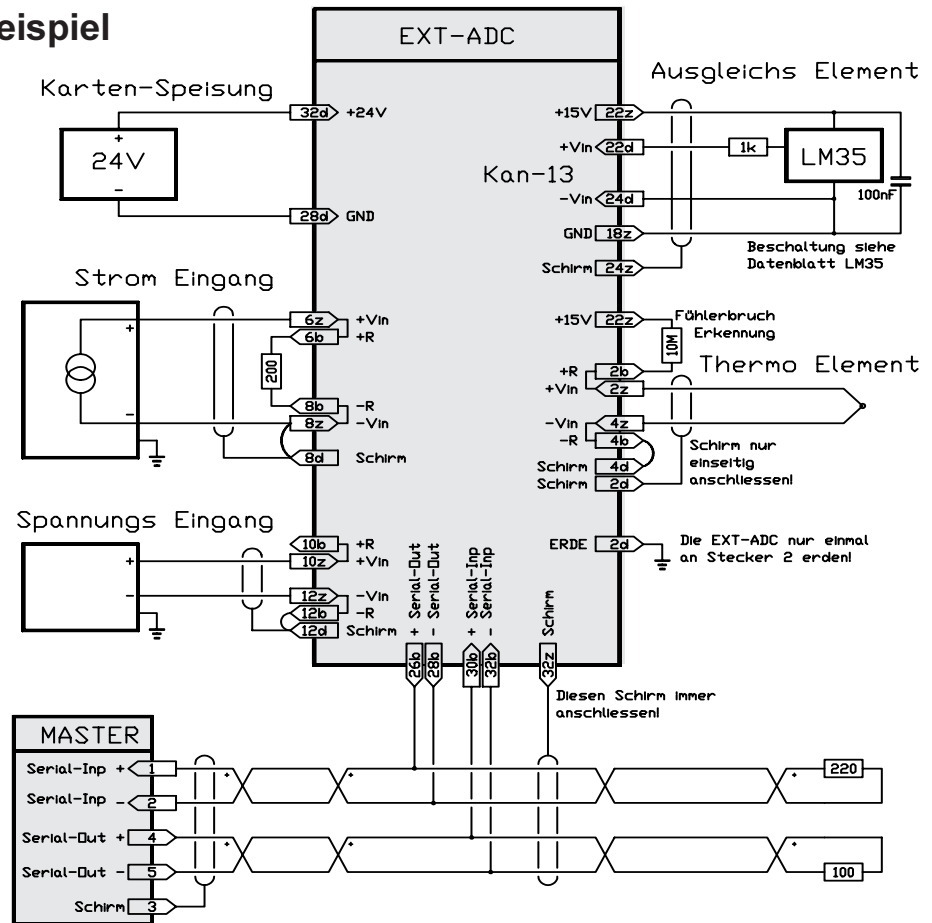 eispiel
EXT-ADC
Karten-Speisung
+
24V
-
32d +24V
28d GND
Strom Eingang
+
-
200
6z +Vin
6b +R
8b -R
8z -Vin
8d Schirm
Spannungs Eingang
+
-
10b +R
10z +Vin
12z -Vin
12b -R
12d Schirm
Ausgleichs Element
Kan-13
+15V 22z
+Vin 22d
1k
LM35
100nF
-Vin 24d
GND 18z
Schirm 24z
Beschaltung siehe
Datenblatt LM35
+15V 22z
Fühlerbruch
Erkennung
10M
Thermo Element
+R 2b
+Vin 2z
-Vin 4z
-R 4b
Schirm 4d
Schirm 2d
Schirm nur
einseitig
anschliessen!
ERDE 2d
Die EXT-ADC nur einmal
an Stecker 2 erden!
+ Serial-Out
- Serial-Out
+ Serial-Inp
- Serial-Inp
Schirm
26b
28b
30b
32b
32z
Diesen Schirm immer
anschliessen!
MASTER
Serial-Inp + 1
Serial-Inp - 2
Serial-Out + 4
Serial-Out - 5
Schirm 3
220
100